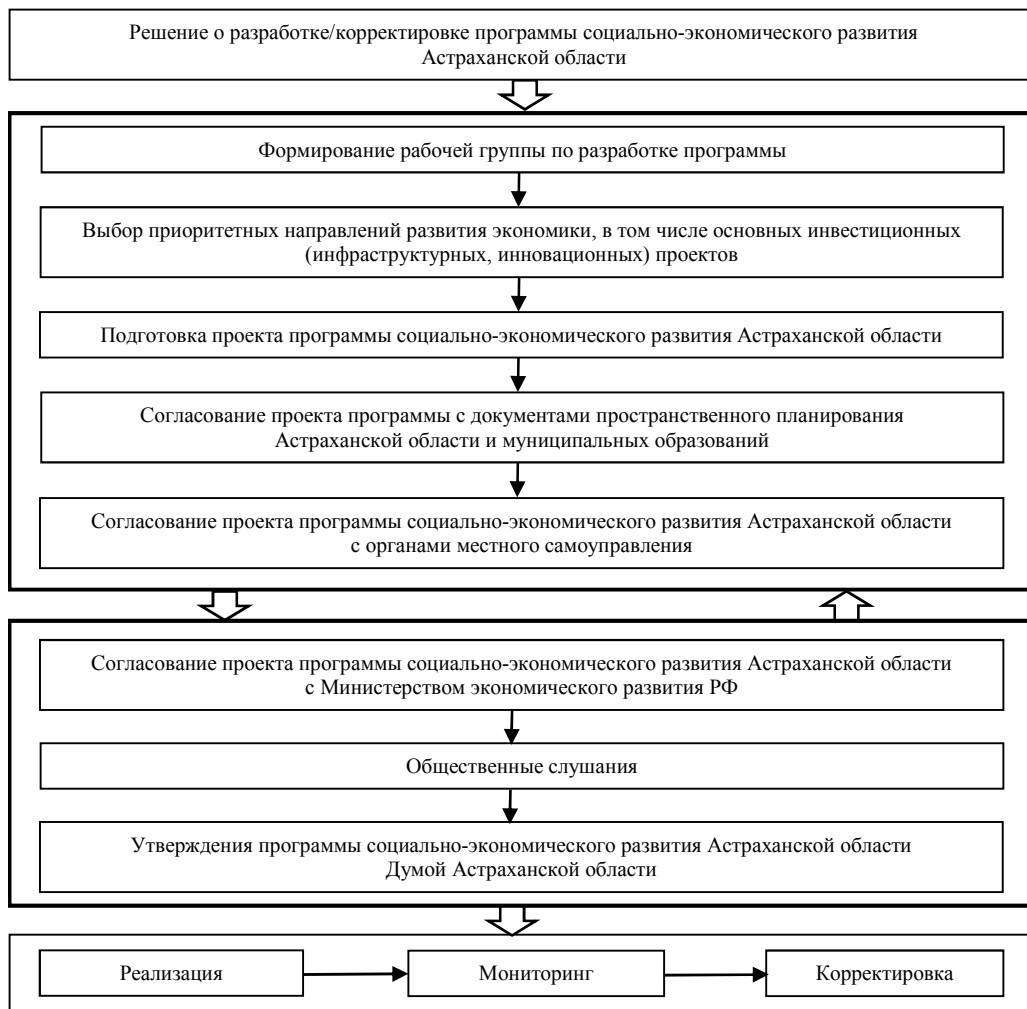 Решение о разработке/корректировке программы социально-экономического развития
Астраханской области
Формирование рабочей группы по разработке программы
Выбор приоритетных направлений развития экономики, в том числе основных инвестиционных
(инфраструктурных, инновационных) проектов
Подготовка проекта программы социально-экономического развития Астраханской области
Согласование проекта программы с документами пространственного планирования
Астраханской области и муниципальных образований
Согласование проекта программы социально-экономического развития Астраханской области
с органами местного самоуправления
Согласование проекта программы социально-экономического развития Астраханской области
с Министерством экономического развития РФ
Общественные слушания
Утверждения программы социально-экономического развития Астраханской области
Думой Астраханской области
Реализация
Мониторинг
Корректировка